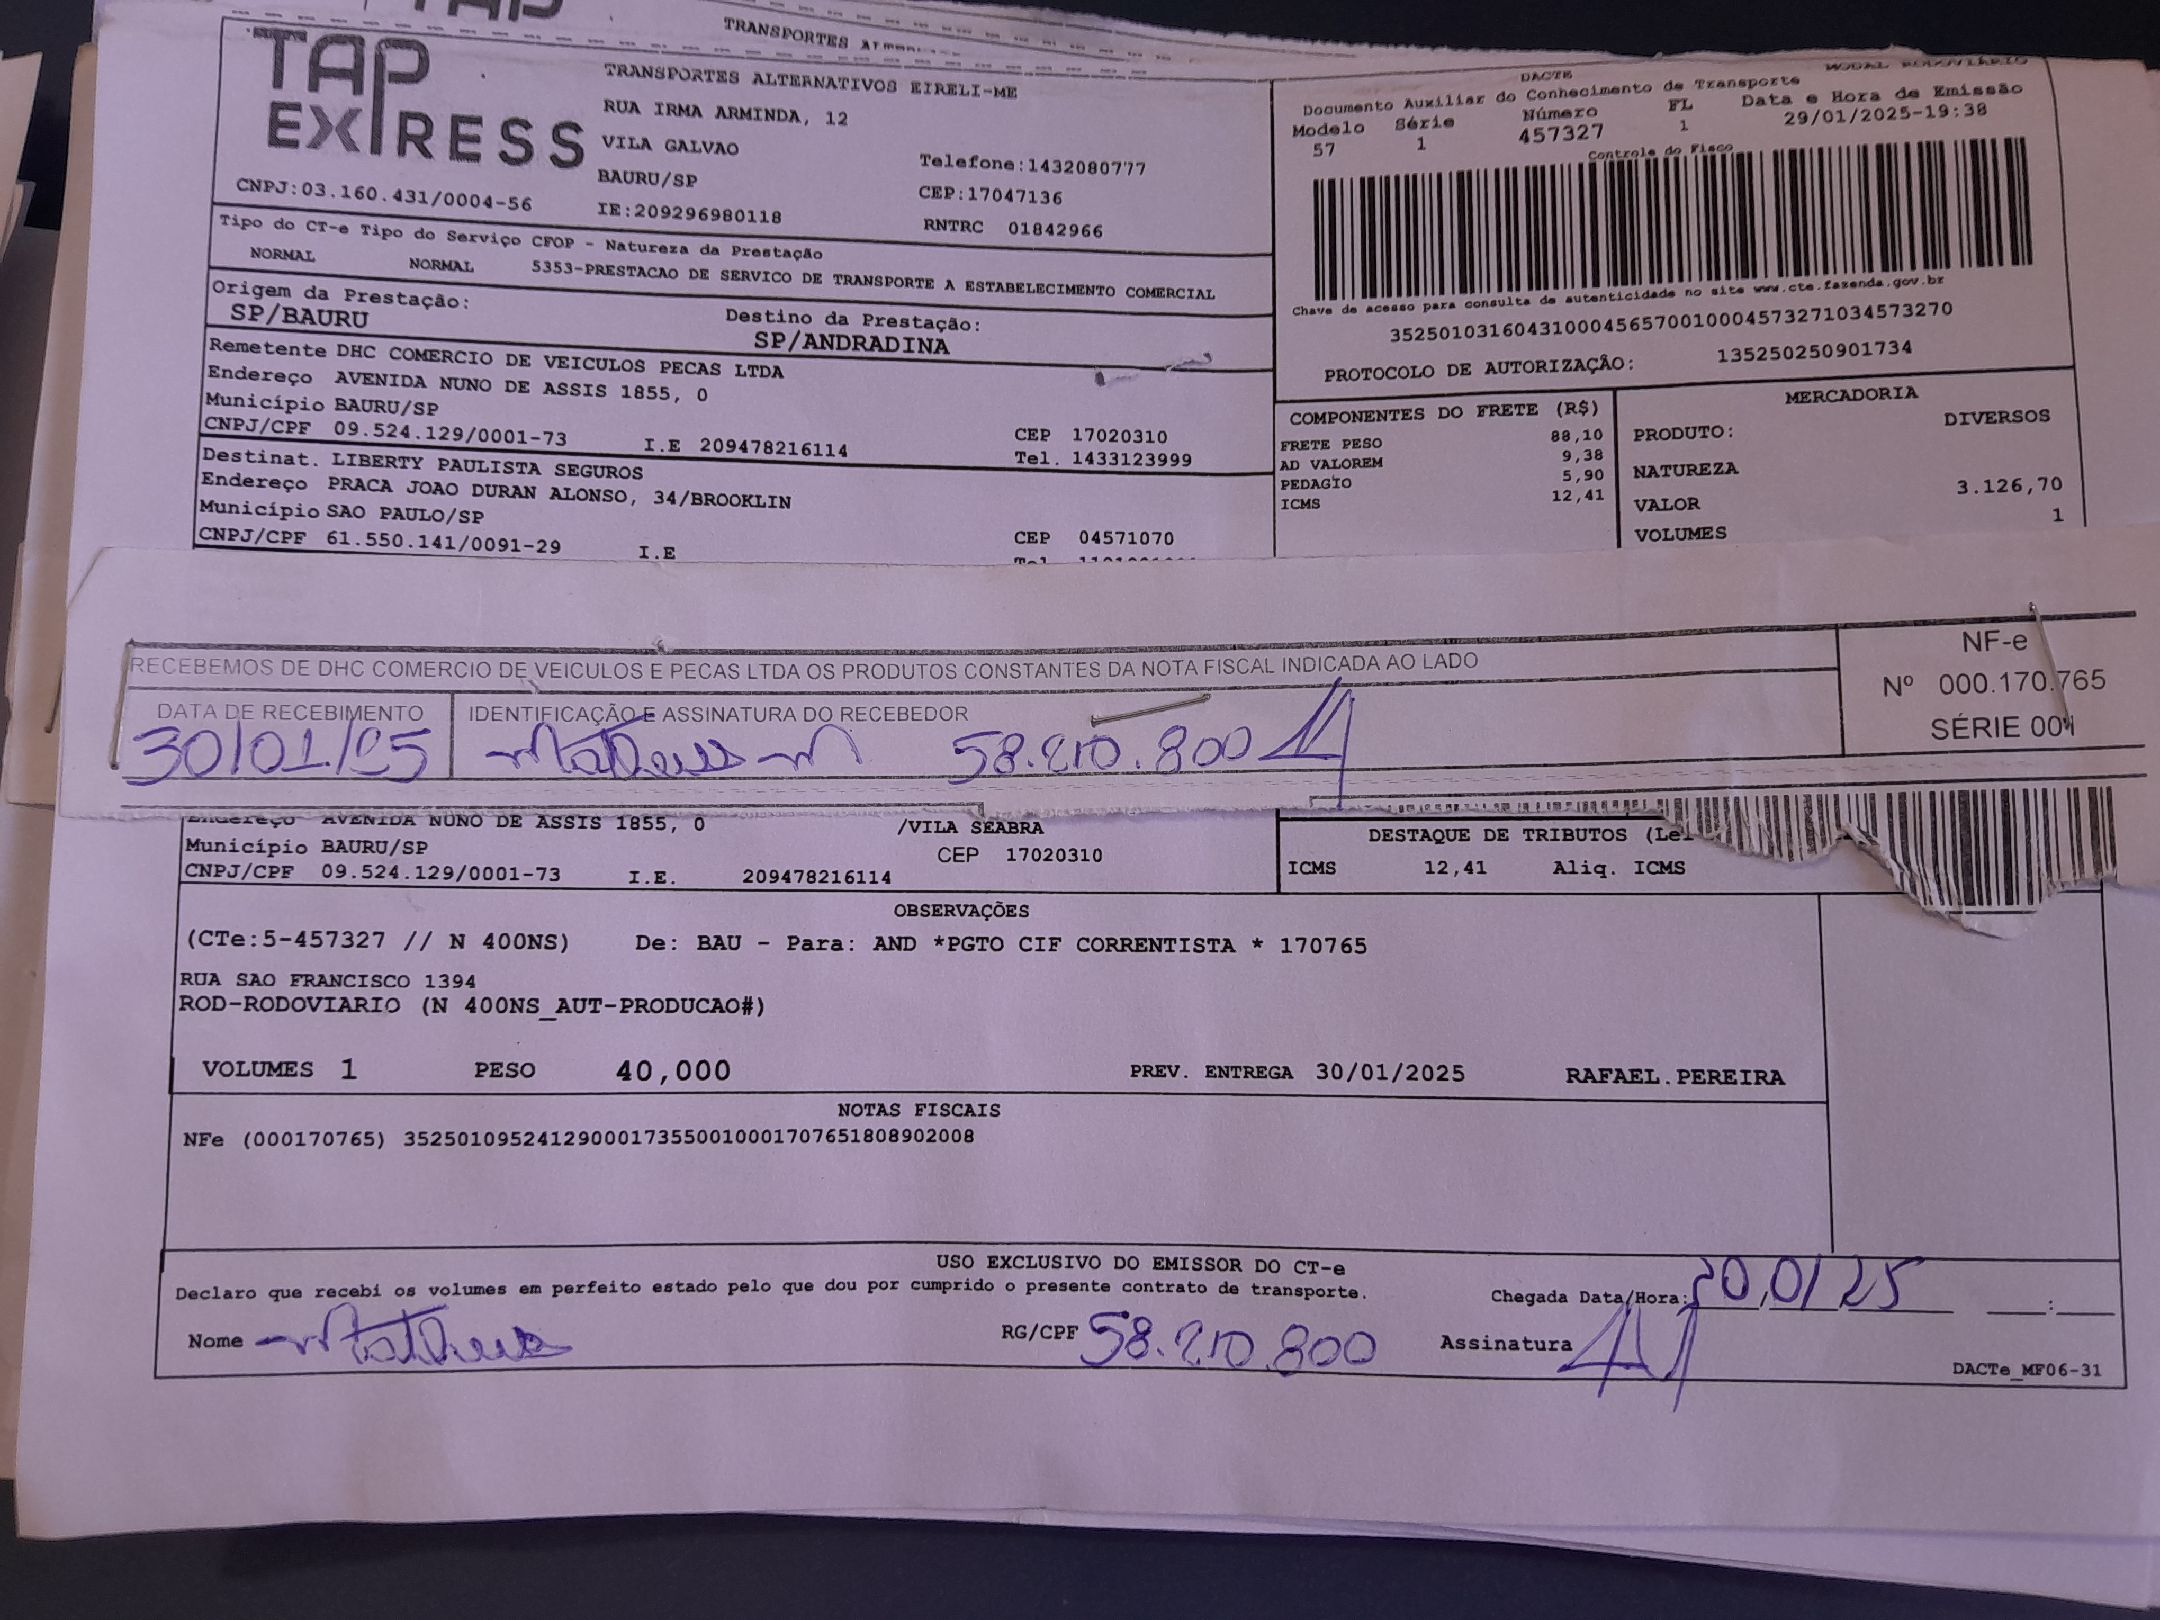 TRANSPORTES
TAP EXPRESS
TRANSPORTES ALTERNATIVOS EIRELI-ME
RUA IRMA ARMINDA, 12
VILA GALVAO
Telefone:1432080777
BAURU/SP
CEP:17047136
CNPJ:03.160.431/0004-56
IE:209296980118
RNTRC 01842966
DACTE
MODAL RODOVIARIO
Documento Auxiliar do Conhecimento de Transporte
Modelo Série Número FL Data e Hora de Emissão
57 1 457327 1 29/01/2025-19:38
Controle do Fisco
Chave de acesso para consulta de autenticidade no site www.cte.fazenda.gov.br
35250103160431000456570010004573271034573270
PROTOCOLO DE AUTORIZAÇÃO: 135250250901734
Tipo do CT-e Tipo do Serviço CFOP - Natureza da Prestação
NORMAL NORMAL 5353-PRESTACAO DE SERVICO DE TRANSPORTE A ESTABELECIMENTO COMERCIAL
Origem da Prestação:
SP/BAURU
Destino da Prestação:
SP/ANDRADINA
Remetente DHC COMERCIO DE VEICULOS PECAS LTDA
Endereço AVENIDA NUNO DE ASSIS 1855, 0
Município BAURU/SP
CEP 17020310
CNPJ/CPF 09.524.129/0001-73 I.E 209478216114 Tel. 1433123999
Destinat. LIBERTY PAULISTA SEGUROS
Endereço PRACA JOAO DURAN ALONSO, 34/BROOKLIN
Município SAO PAULO/SP
CEP 04571070
CNPJ/CPF 61.550.141/0091-29 I.E
Tel
COMPONENTES DO FRETE (R$)
FRETE PESO 88,10
AD VALOREM 9,38
PEDAGIO 5,90
ICMS 12,41
MERCADORIA
PRODUTO: DIVERSOS
NATUREZA
VALOR 3.126,70
VOLUMES 1
RECEBEMOS DE DHC COMERCIO DE VEICULOS E PECAS LTDA OS PRODUTOS CONSTANTES DA NOTA FISCAL INDICADA AO LADO
NF-e
Nº 000.170.765
SÉRIE 001
DATA DE RECEBIMENTO
IDENTIFICAÇÃO E ASSINATURA DO RECEBEDOR
30/01/25
Matheus M 58.210.800
Endereço AVENIDA NUNO DE ASSIS 1855, 0 /VILA SEABRA
Município BAURU/SP CEP 17020310
CNPJ/CPF 09.524.129/0001-73 I.E. 209478216114
DESTAQUE DE TRIBUTOS (Lei
ICMS 12,41 Aliq. ICMS
OBSERVAÇÕES
(CTe:5-457327 // N 400NS) De: BAU - Para: AND *PGTO CIF CORRENTISTA * 170765
RUA SAO FRANCISCO 1394
ROD-RODOVIARIO (N 400NS_AUT-PRODUCAO#)
VOLUMES 1 PESO 40,000 PREV. ENTREGA 30/01/2025 RAFAEL.PEREIRA
NOTAS FISCAIS
NFe (000170765) 35250109524129000173550010001707651808902008
USO EXCLUSIVO DO EMISSOR DO CT-e
Declaro que recebi os volumes em perfeito estado pelo que dou por cumprido o presente contrato de transporte.
Chegada Data/Hora: 30,01 25 :
Nome Matheus RG/CPF 58.210.800 Assinatura
DACTe_MF06-31